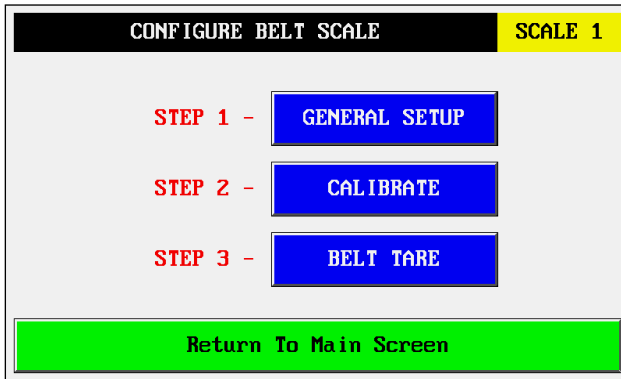 CONFIGURE BELT SCALE SCALE 1
STEP 1 - GENERAL SETUP
STEP 2 - CALIBRATE
STEP 3 - BELT TARE
Return To Main Screen